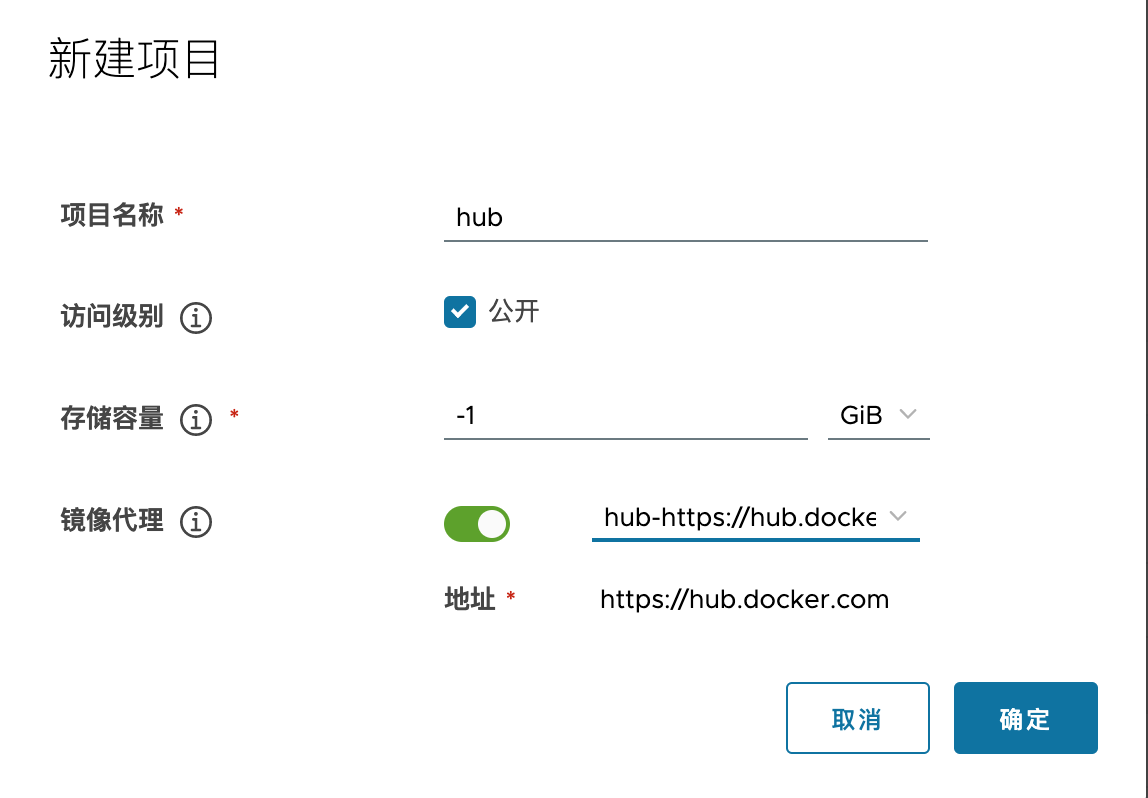 新建项目
项目名称 *
hub
访问级别
公开
存储容量 *
-1
GiB
镜像代理
hub-https://hub.docke
地址 *
https://hub.docker.com
取消
确定